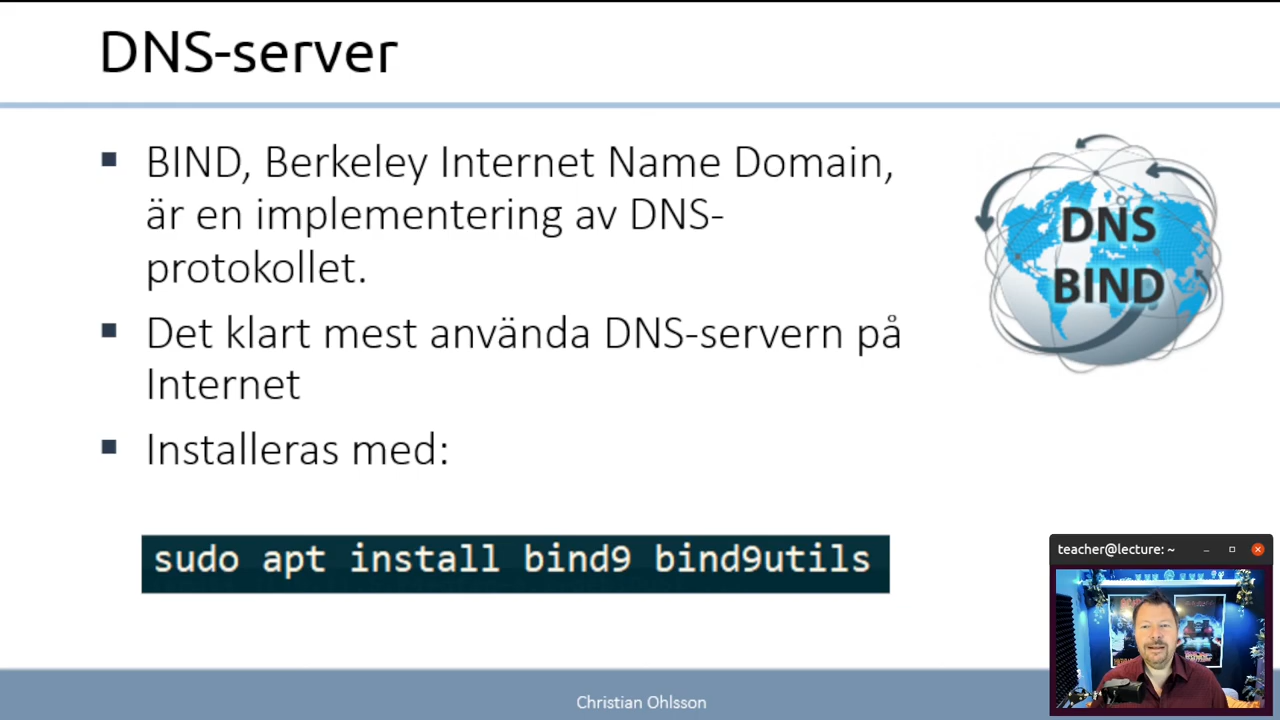 DNS-server
▪ BIND, Berkeley Internet Name Domain,
är en implementering av DNS-
protokollet.
▪ Det klart mest använda DNS-servern på
Internet
▪ Installeras med:
DNS
BIND
sudo apt install bind9 bind9utils
teacher@lecture: ~
Christian Ohlsson